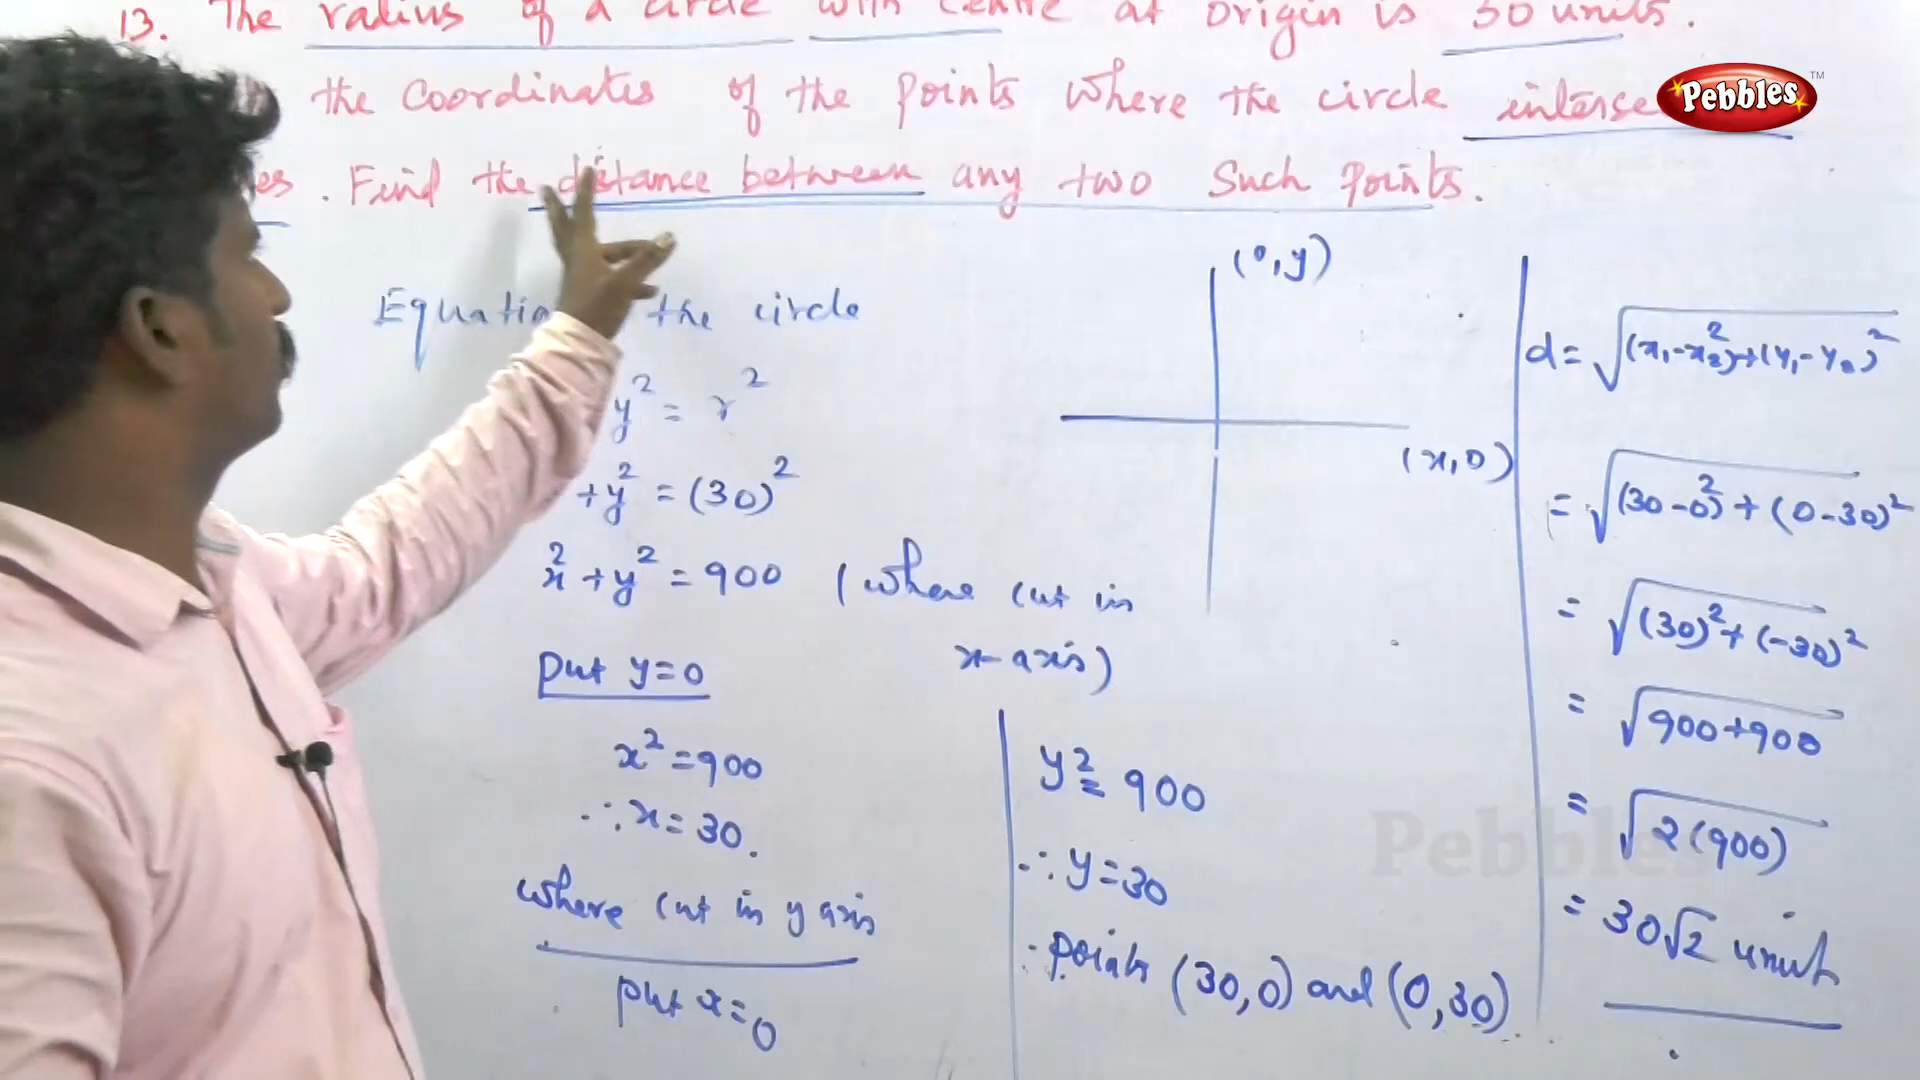 13. The radius of a circle with centre at origin is 30 units.
the coordinates of the points where the circle
Pebbles TM
. Find the distance between any two such points.
Equation the circle
y² = r²
+y² = (30)²
x² + y² = 900 (where cut in
x-axis)
put y=0
x² = 900
∴ x = 30.
where cut in y axis
put x=0
y² = 900
∴ y = 30
points (30,0) and (0,30)
(0,y)
(x,0)
d = √(x₁-x₂)²+(y₁-y₂)²
= √(30-0)²+(0-30)²
= √(30)²+(-30)²
= √900+900
= √2(900)
= 30√2 units
Pebbles